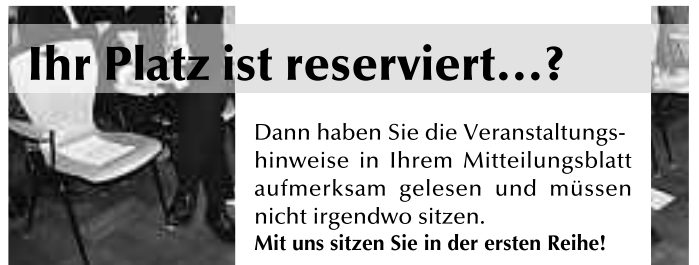 Ihr Platz ist reserviert...?
Dann haben Sie die Veranstaltungs-
hinweise in Ihrem Mitteilungsblatt
aufmerksam gelesen und müssen
nicht irgendwo sitzen.
Mit uns sitzen Sie in der ersten Reihe!